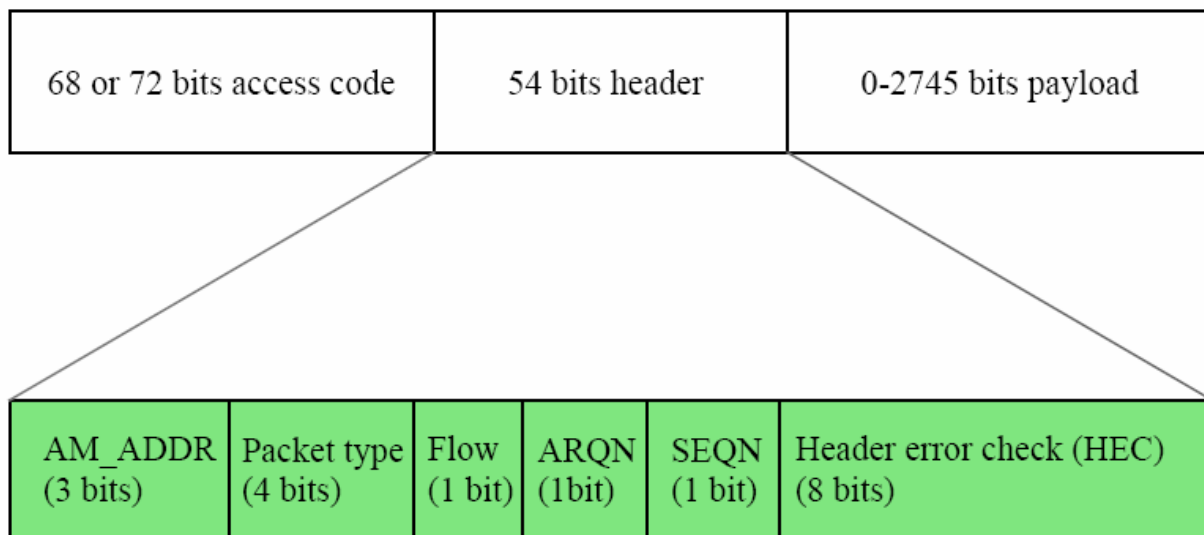 68 or 72 bits access code
54 bits header
0-2745 bits payload
AM_ADDR
(3 bits)
Packet type
(4 bits)
Flow
(1 bit)
ARQN
(1bit)
SEQN
(1 bit)
Header error check (HEC)
(8 bits)